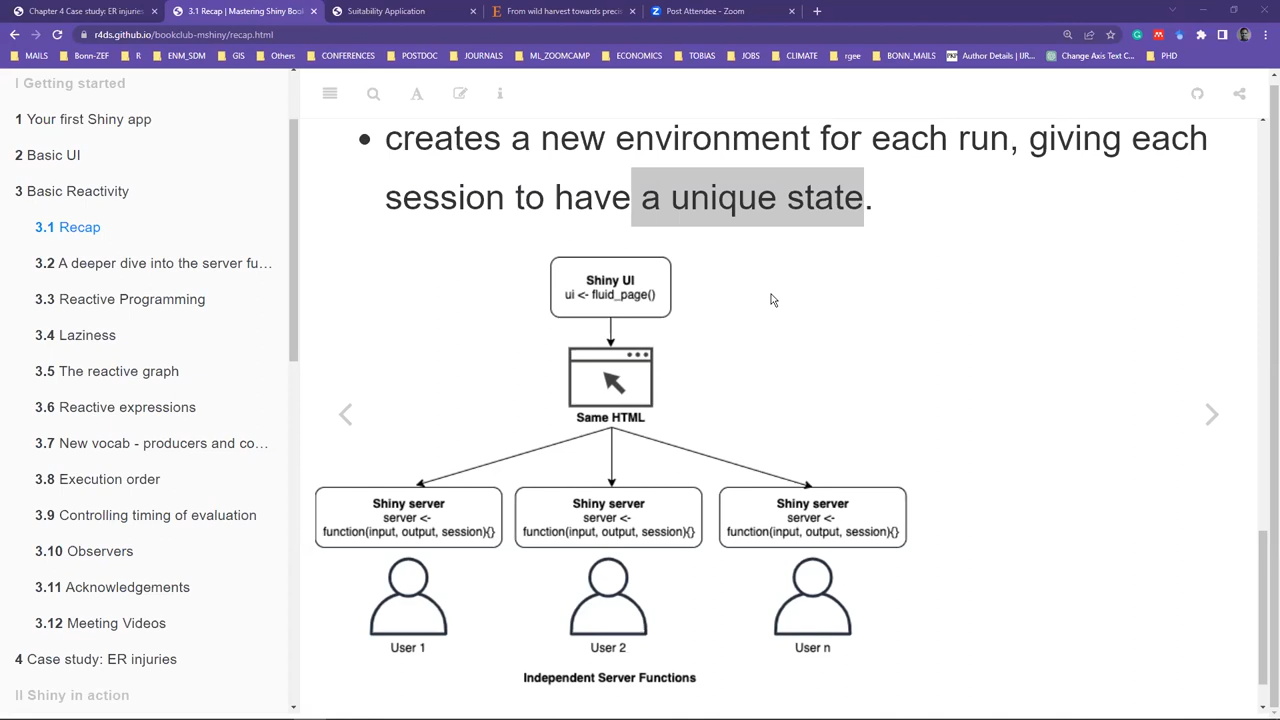 Chapter 4 Case study: ER injuries
3.1 Recap | Mastering Shiny Boo
Suitability Application
From wild harvest towards precis
Post Attendee - Zoom
r4ds.github.io/bookclub-mshiny/recap.html
MAILS
Bonn-ZEF
R
ENM_SDM
GIS
Others
CONFERENCES
POSTDOC
JOURNALS
ML_ZOOMCAMP
ECONOMICS
TOBIAS
JOBS
CLIMATE
rgee
BONN_MAILS
Author Details | IJR...
Change Axis Text C...
PHD
I Getting started
1 Your first Shiny app
2 Basic UI
3 Basic Reactivity
3.1 Recap
3.2 A deeper dive into the server fu...
3.3 Reactive Programming
3.4 Laziness
3.5 The reactive graph
3.6 Reactive expressions
3.7 New vocab - producers and co...
3.8 Execution order
3.9 Controlling timing of evaluation
3.10 Observers
3.11 Acknowledgements
3.12 Meeting Videos
4 Case study: ER injuries
II Shiny in action
• creates a new environment for each run, giving each
session to have a unique state.
Shiny UI
ui <- fluid_page()
Same HTML
Shiny server
server <-
function(input, output, session){}
Shiny server
server <-
function(input, output, session){}
Shiny server
server <-
function(input, output, session){}
User 1
User 2
User n
Independent Server Functions